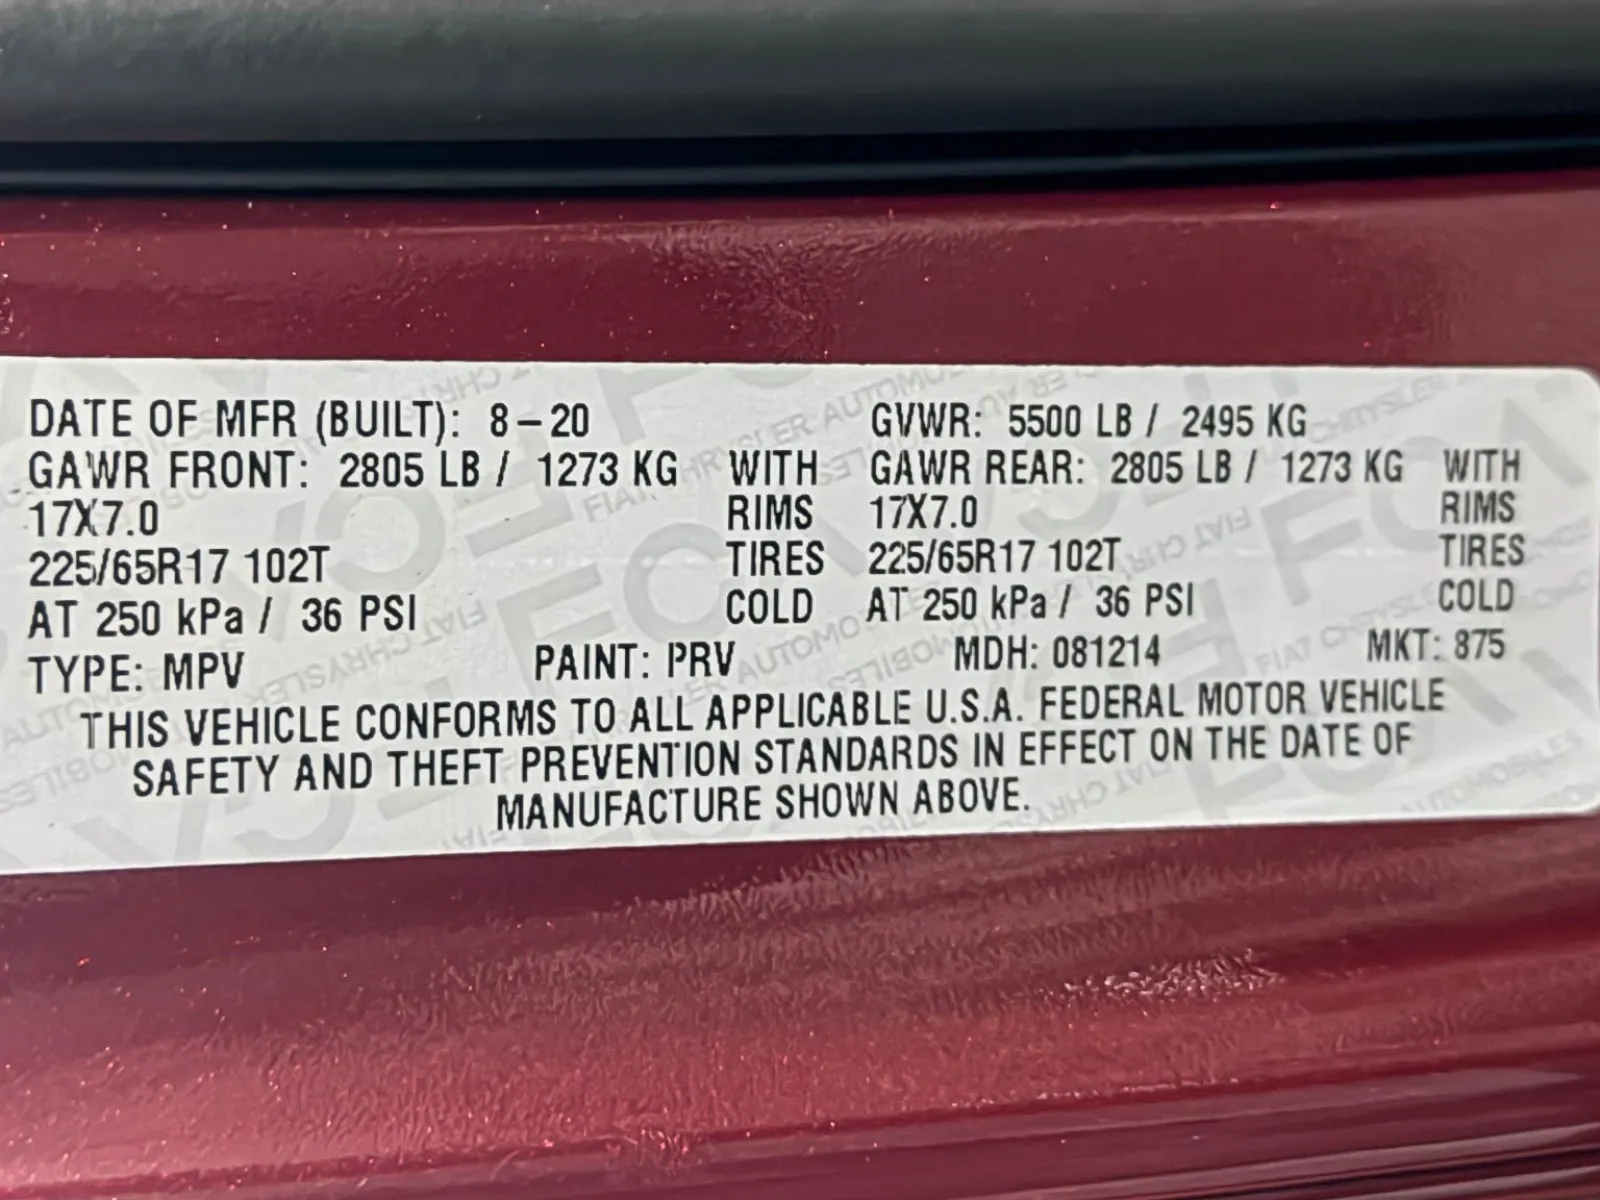 DATE OF MFR (BUILT): 8-20 GVWR: 5500 LB / 2495 KG
GAWR FRONT: 2805 LB / 1273 KG WITH GAWR REAR: 2805 LB / 1273 KG WITH
17X7.0 RIMS 17X7.0 RIMS
225/65R17 102T TIRES 225/65R17 102T TIRES
AT 250 kPa / 36 PSI COLD AT 250 kPa / 36 PSI COLD
TYPE: MPV PAINT: PRV MDH: 081214 MKT: 875
THIS VEHICLE CONFORMS TO ALL APPLICABLE U.S.A. FEDERAL MOTOR VEHICLE
SAFETY AND THEFT PREVENTION STANDARDS IN EFFECT ON THE DATE OF
MANUFACTURE SHOWN ABOVE.